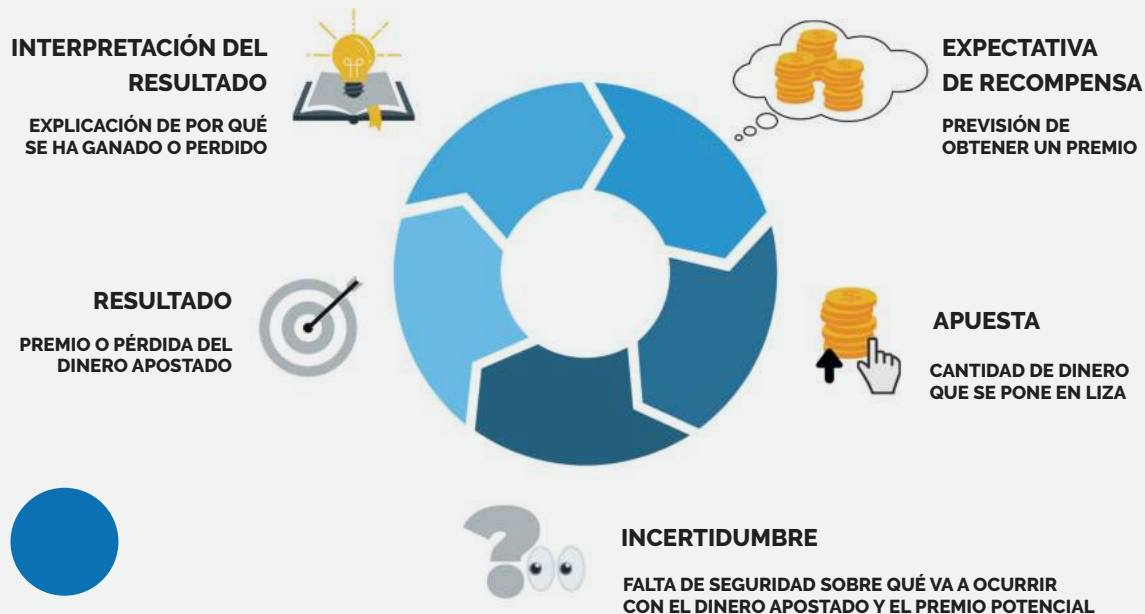 INTERPRETACIÓN DEL
RESULTADO
EXPLICACIÓN DE POR QUÉ
SE HA GANADO O PERDIDO
EXPECTATIVA
DE RECOMPENSA
PREVISIÓN DE
OBTENER UN PREMIO
RESULTADO
PREMIO O PÉRDIDA DEL
DINERO APOSTADO
APUESTA
CANTIDAD DE DINERO
QUE SE PONE EN LIZA
INCERTIDUMBRE
FALTA DE SEGURIDAD SOBRE QUÉ VA A OCURRIR
CON EL DINERO APOSTADO Y EL PREMIO POTENCIAL